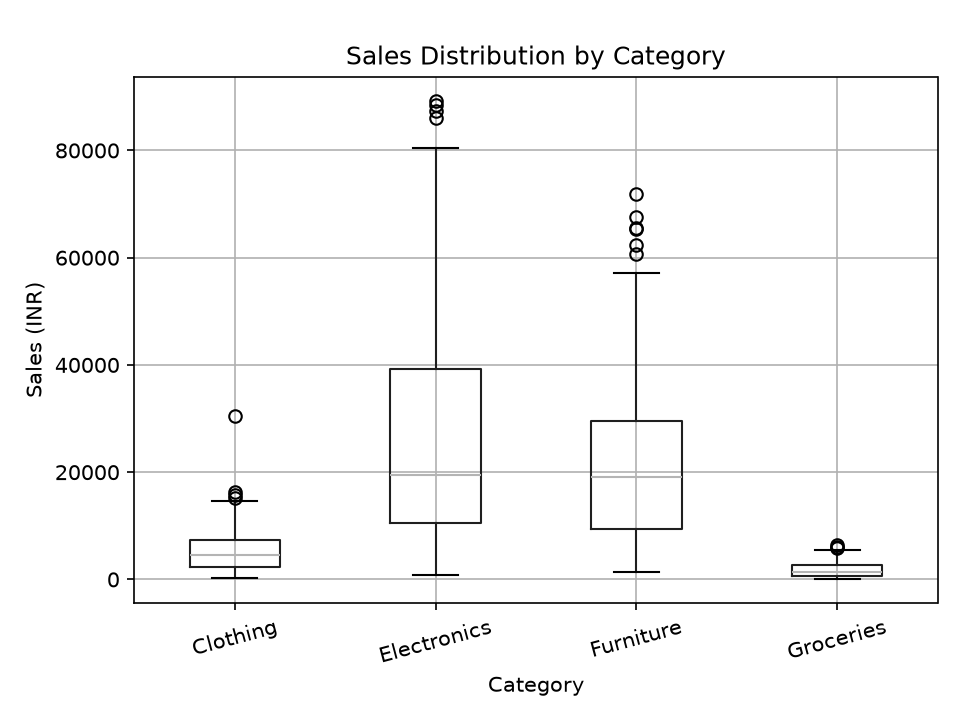 Sales Distribution by Category
Sales (INR)
80000
60000
40000
20000
0
Clothing
Electronics
Furniture
Groceries
Category